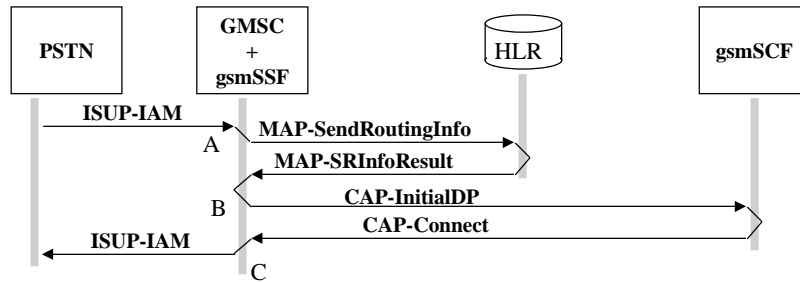 PSTN
GMSC
+
gsmSSF
HLR
gsmSCF
ISUP-IAM
A
MAP-SendRoutingInfo
MAP-SRInfoResult
B
CAP-InitialDP
CAP-Connect
ISUP-IAM
C